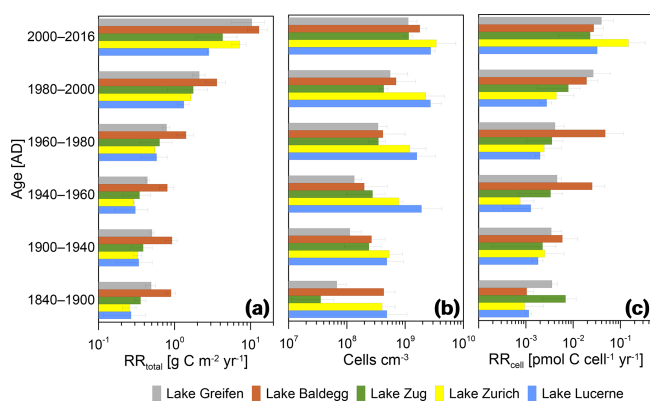 Age [AD]
2000–2016
1980–2000
1960–1980
1940–1960
1900–1940
1840–1900
(a)
(b)
(c)
10⁻¹ 10⁰ 10¹
10⁷ 10⁸ 10⁹ 10¹⁰
10⁻³ 10⁻² 10⁻¹
RRtotal [g C m⁻² yr⁻¹]
Cells cm⁻³
RRcell [pmol C cell⁻¹ yr⁻¹]
Lake Greifen Lake Baldegg Lake Zug Lake Zurich Lake Lucerne